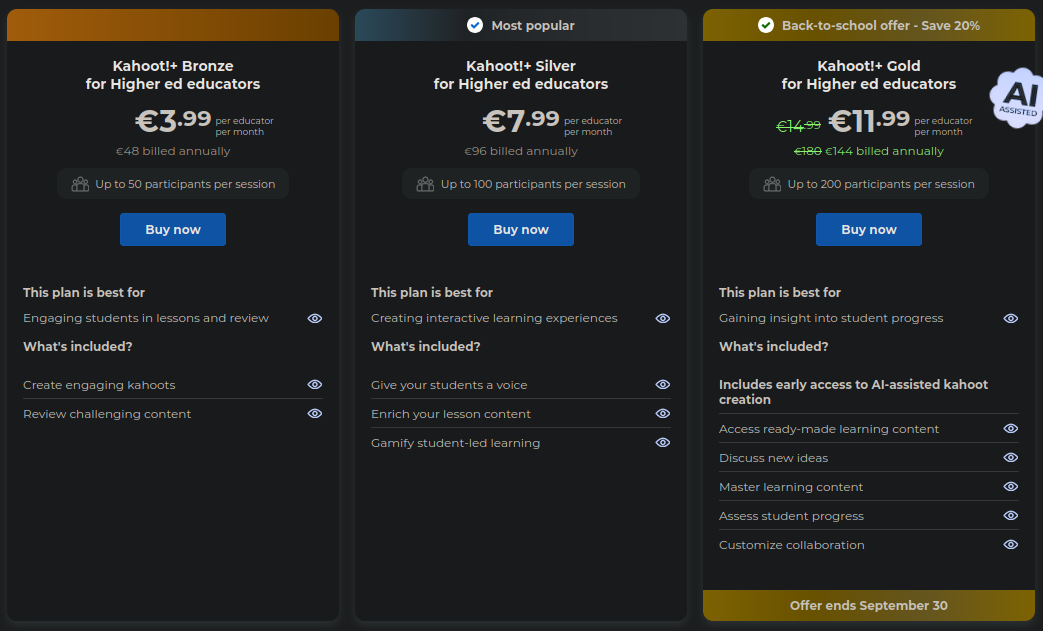 Kahoot!+ Bronze
for Higher ed educators
€3.99 per educator
per month
€48 billed annually
Up to 50 participants per session
Buy now
This plan is best for
Engaging students in lessons and review
What's included?
Create engaging kahoots
Review challenging content
Most popular
Kahoot!+ Silver
for Higher ed educators
€7.99 per educator
per month
€96 billed annually
Up to 100 participants per session
Buy now
This plan is best for
Creating interactive learning experiences
What's included?
Give your students a voice
Enrich your lesson content
Gamify student-led learning
Back-to-school offer - Save 20%
Kahoot!+ Gold
for Higher ed educators
AI
ASSISTED
€14.99 €11.99 per educator
per month
€180 €144 billed annually
Up to 200 participants per session
Buy now
This plan is best for
Gaining insight into student progress
What's included?
Includes early access to AI-assisted kahoot
creation
Access ready-made learning content
Discuss new ideas
Master learning content
Assess student progress
Customize collaboration
Offer ends September 30